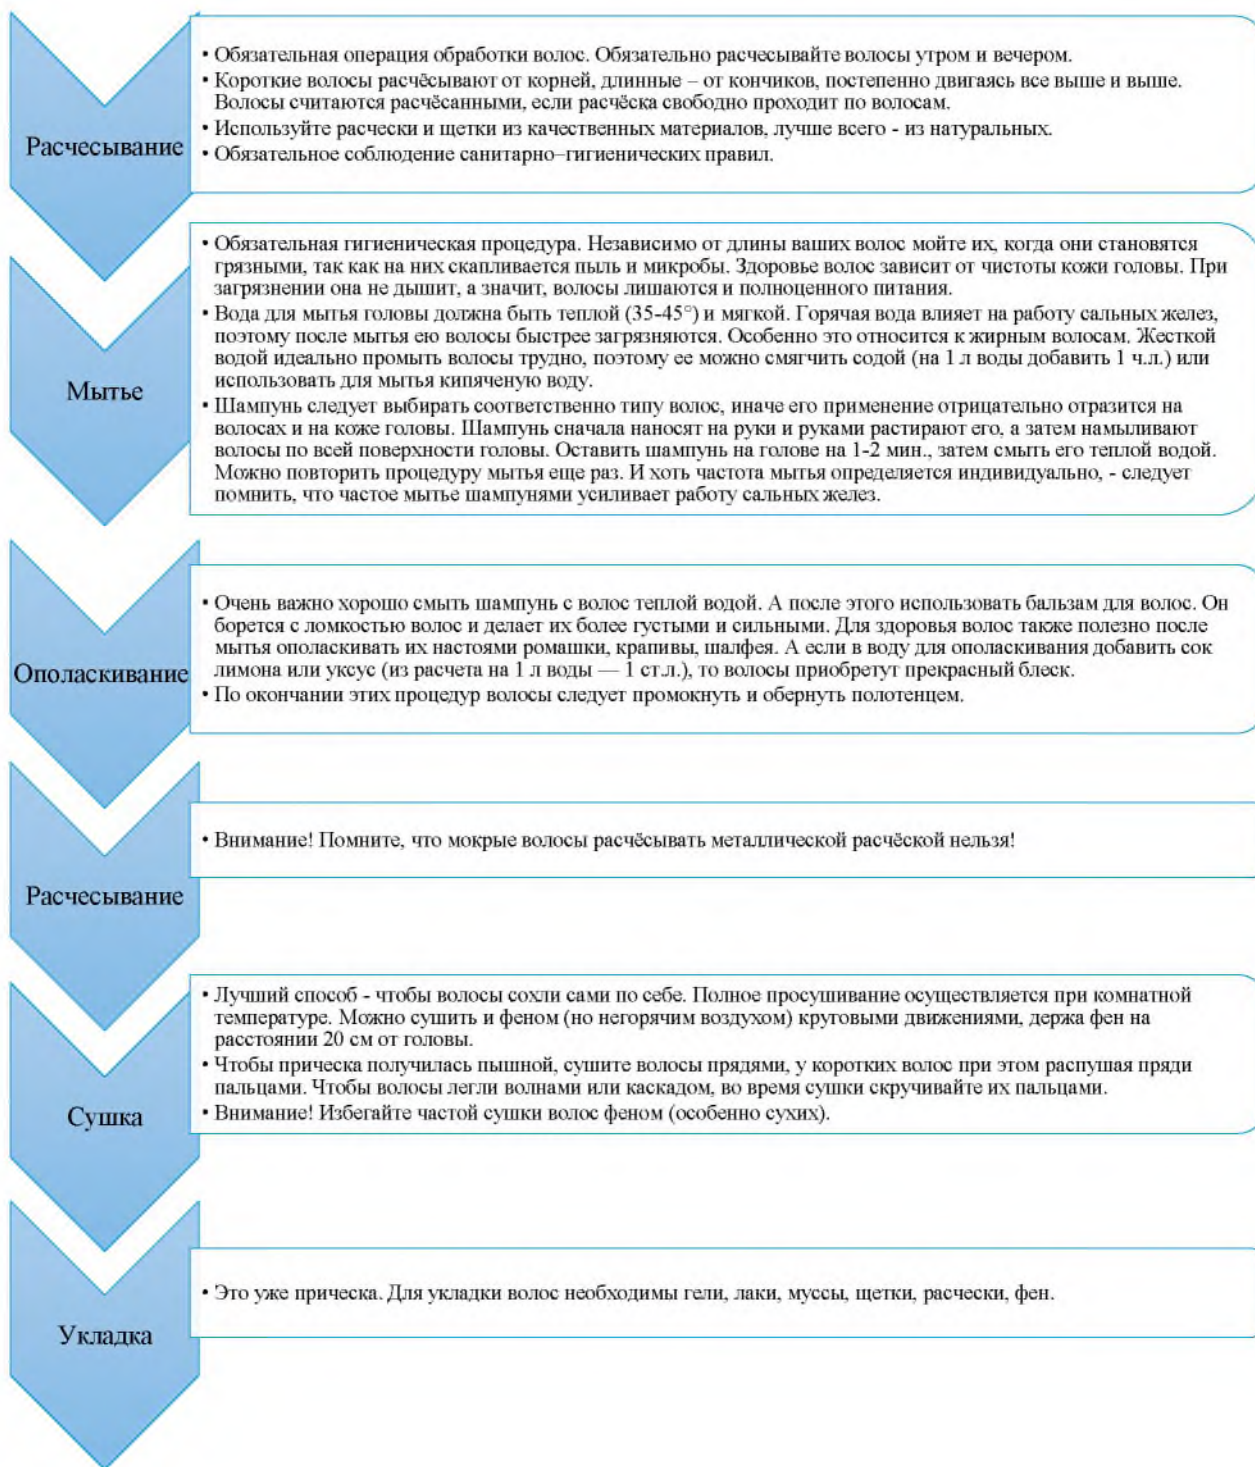 Расчесывание
• Обязательная операция обработки волос. Обязательно расчесывайте волосы утром и вечером.
• Короткие волосы расчёсывают от корней, длинные – от кончиков, постепенно двигаясь все выше и выше.
Волосы считаются расчёсанными, если расчёска свободно проходит по волосам.
• Используйте расчески и щетки из качественных материалов, лучше всего - из натуральных.
• Обязательное соблюдение санитарно–гигиенических правил.
Мытье
• Обязательная гигиеническая процедура. Независимо от длины ваших волос мойте их, когда они становятся
грязными, так как на них скапливается пыль и микробы. Здоровье волос зависит от чистоты кожи головы. При
загрязнении она не дышит, а значит, волосы лишаются и полноценного питания.
• Вода для мытья головы должна быть теплой (35-45°) и мягкой. Горячая вода влияет на работу сальных желез,
поэтому после мытья ею волосы быстрее загрязняются. Особенно это относится к жирным волосам. Жесткой
водой идеально промыть волосы трудно, поэтому ее можно смягчить содой (на 1 л воды добавить 1 ч.л.) или
использовать для мытья кипяченую воду.
• Шампунь следует выбирать соответственно типу волос, иначе его применение отрицательно отразится на
волосах и на коже головы. Шампунь сначала наносят на руки и руками растирают его, а затем намыливают
волосы по всей поверхности головы. Оставить шампунь на голове на 1-2 мин., затем смыть его теплой водой.
Можно повторить процедуру мытья еще раз. И хоть частота мытья определяется индивидуально, - следует
помнить, что частое мытье шампунями усиливает работу сальных желез.
Ополаскивание
• Очень важно хорошо смыть шампунь с волос теплой водой. А после этого использовать бальзам для волос. Он
борется с ломкостью волос и делает их более густыми и сильными. Для здоровья волос также полезно после
мытья ополаскивать их настоями ромашки, крапивы, шалфея. А если в воду для ополаскивания добавить сок
лимона или уксус (из расчета на 1 л воды — 1 ст.л.), то волосы приобретут прекрасный блеск.
• По окончании этих процедур волосы следует промокнуть и обернуть полотенцем.
Расчесывание
• Внимание! Помните, что мокрые волосы расчёсывать металлической расчёской нельзя!
Сушка
• Лучший способ - чтобы волосы сохли сами по себе. Полное просушивание осуществляется при комнатной
температуре. Можно сушить и феном (но негорячим воздухом) круговыми движениями, держа фен на
расстоянии 20 см от головы.
• Чтобы прическа получилась пышной, сушите волосы прядями, у коротких волос при этом распушая пряди
пальцами. Чтобы волосы легли волнами или каскадом, во время сушки скручивайте их пальцами.
• Внимание! Избегайте частой сушки волос феном (особенно сухих).
Укладка
• Это уже прическа. Для укладки волос необходимы гели, лаки, муссы, щетки, расчески, фен.